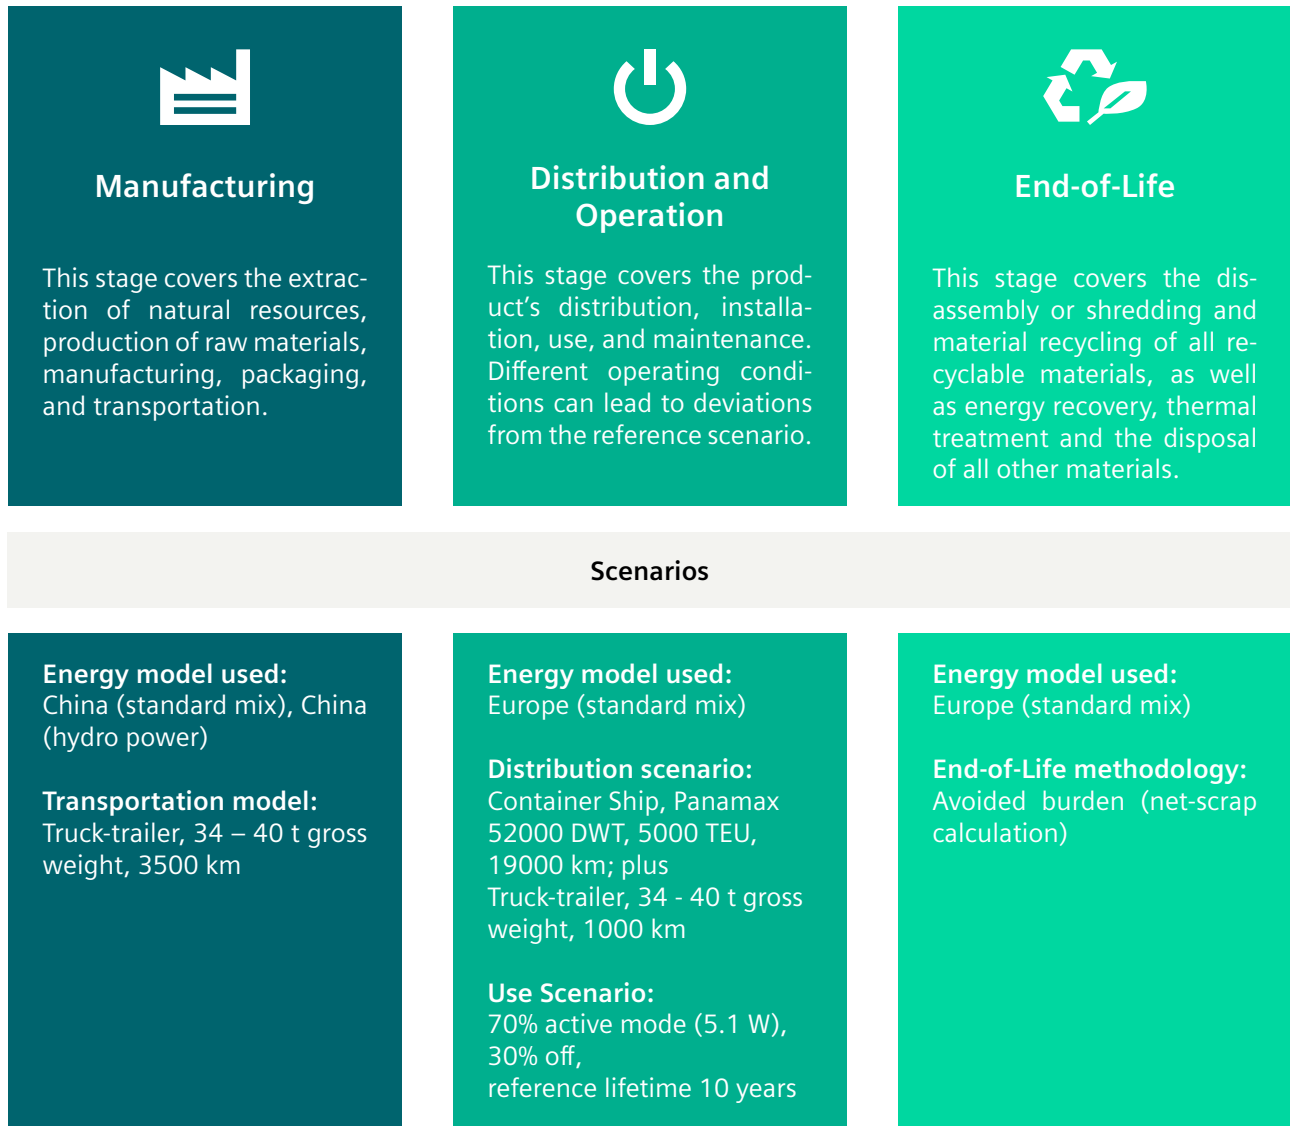 Manufacturing
This stage covers the extrac-
tion of natural resources,
production of raw materials,
manufacturing, packaging,
and transportation.
Distribution and
Operation
This stage covers the prod-
uct’s distribution, installa-
tion, use, and maintenance.
Different operating condi-
tions can lead to deviations
from the reference scenario.
End-of-Life
This stage covers the dis-
assembly or shredding and
material recycling of all re-
cyclable materials, as well
as energy recovery, thermal
treatment and the disposal
of all other materials.
Scenarios
Energy model used:
China (standard mix), China
(hydro power)
Transportation model:
Truck-trailer, 34 – 40 t gross
weight, 3500 km
Energy model used:
Europe (standard mix)
Distribution scenario:
Container Ship, Panamax
52000 DWT, 5000 TEU,
19000 km; plus
Truck-trailer, 34 - 40 t gross
weight, 1000 km
Use Scenario:
70% active mode (5.1 W),
30% off,
reference lifetime 10 years
Energy model used:
Europe (standard mix)
End-of-Life methodology:
Avoided burden (net-scrap
calculation)